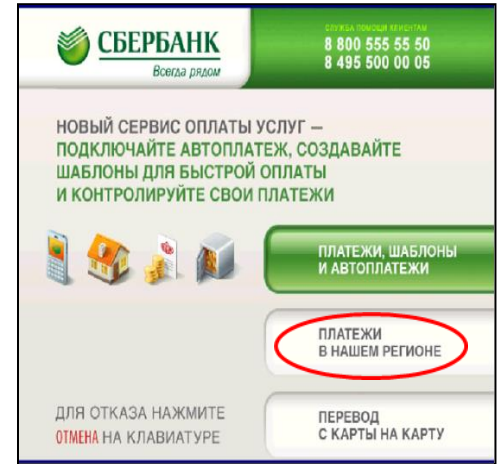 СБЕРБАНК
Всегда рядом
СЛУЖБА ПОМОЩИ КЛИЕНТАМ
8 800 555 55 50
8 495 500 00 05
НОВЫЙ СЕРВИС ОПЛАТЫ УСЛУГ —
ПОДКЛЮЧАЙТЕ АВТОПЛАТЕЖ, СОЗДАВАЙТЕ
ШАБЛОНЫ ДЛЯ БЫСТРОЙ ОПЛАТЫ
И КОНТРОЛИРУЙТЕ СВОИ ПЛАТЕЖИ
ПЛАТЕЖИ, ШАБЛОНЫ
И АВТОПЛАТЕЖИ
ПЛАТЕЖИ
В НАШЕМ РЕГИОНЕ
ДЛЯ ОТКАЗА НАЖМИТЕ
ОТМЕНА НА КЛАВИАТУРЕ
ПЕРЕВОД
С КАРТЫ НА КАРТУ